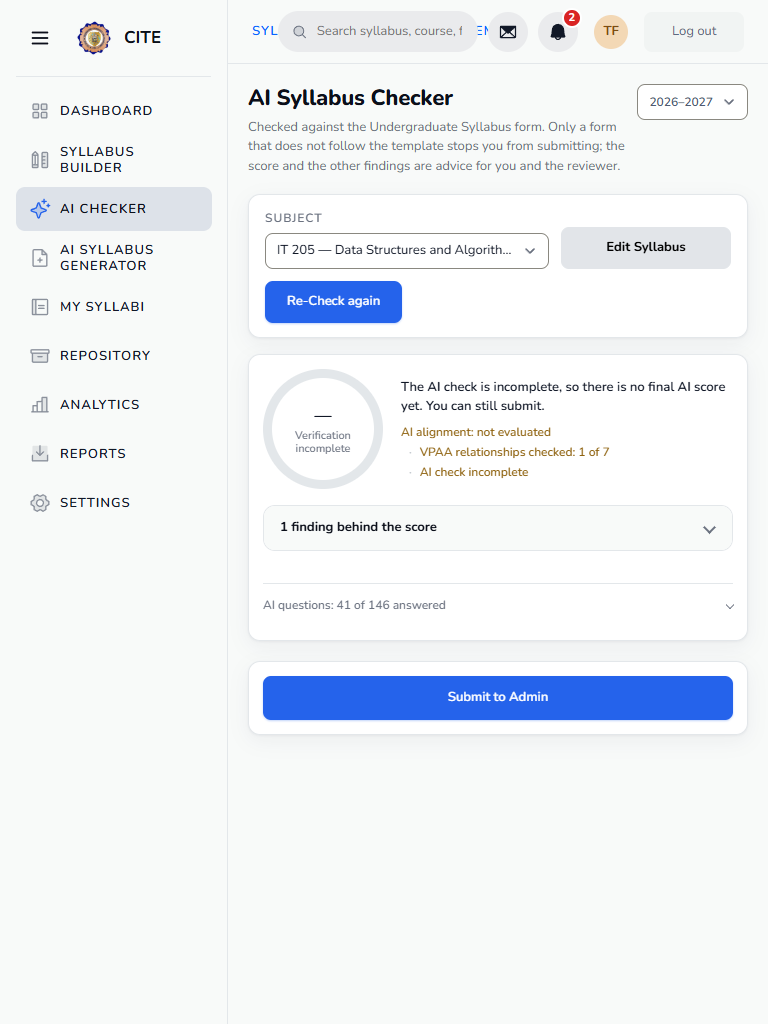 CITE
SYL
Search syllabus, course, f
EM
2
TF
Log out
DASHBOARD
SYLLABUS
BUILDER
AI CHECKER
AI SYLLABUS
GENERATOR
MY SYLLABI
REPOSITORY
ANALYTICS
REPORTS
SETTINGS
AI Syllabus Checker
2026–2027
Checked against the Undergraduate Syllabus form. Only a form
that does not follow the template stops you from submitting; the
score and the other findings are advice for you and the reviewer.
SUBJECT
IT 205 — Data Structures and Algorith...
Edit Syllabus
Re-Check again
—
Verification
incomplete
The AI check is incomplete, so there is no final AI score
yet. You can still submit.
AI alignment: not evaluated
· VPAA relationships checked: 1 of 7
· AI check incomplete
1 finding behind the score
AI questions: 41 of 146 answered
Submit to Admin